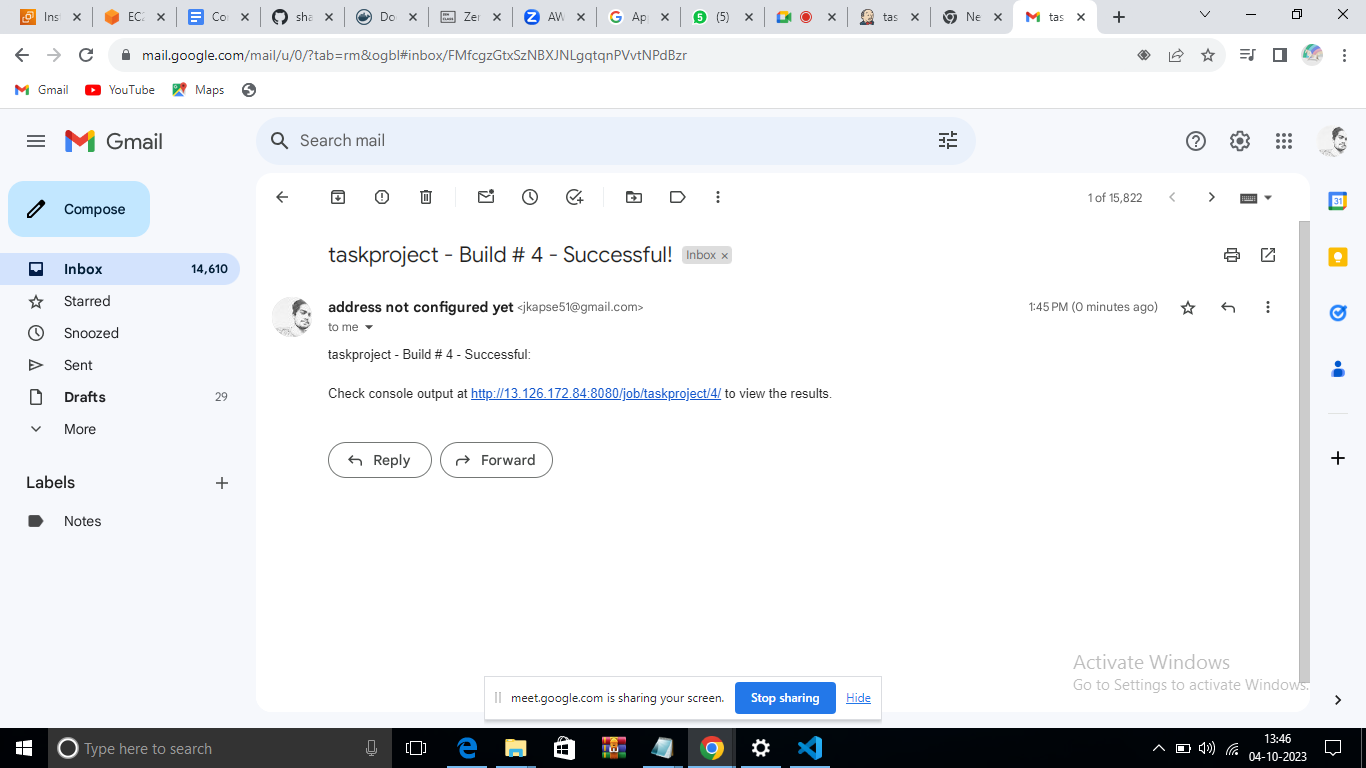 Ins
EC2
Co
sha
Do
Zer
AW
App
(5)
tas
Ne
tas
mail.google.com/mail/u/0/?tab=rm&ogbl#inbox/FMfcgzGtxSzNBXJNLgqtqnPVvtNPdBzr
Gmail
YouTube
Maps
Gmail
Search mail
Compose
1 of 15,822
taskproject - Build # 4 - Successful!
Inbox ×
Inbox 14,610
Starred
Snoozed
Sent
Drafts 29
More
Labels
Notes
address not configured yet <jkapse51@gmail.com>
1:45 PM (0 minutes ago)
to me
taskproject - Build # 4 - Successful:
Check console output at http://13.126.172.84:8080/job/taskproject/4/ to view the results.
Reply
Forward
Activate Windows
Go to Settings to activate Windows.
meet.google.com is sharing your screen.
Stop sharing
Hide
Type here to search
13:46
04-10-2023